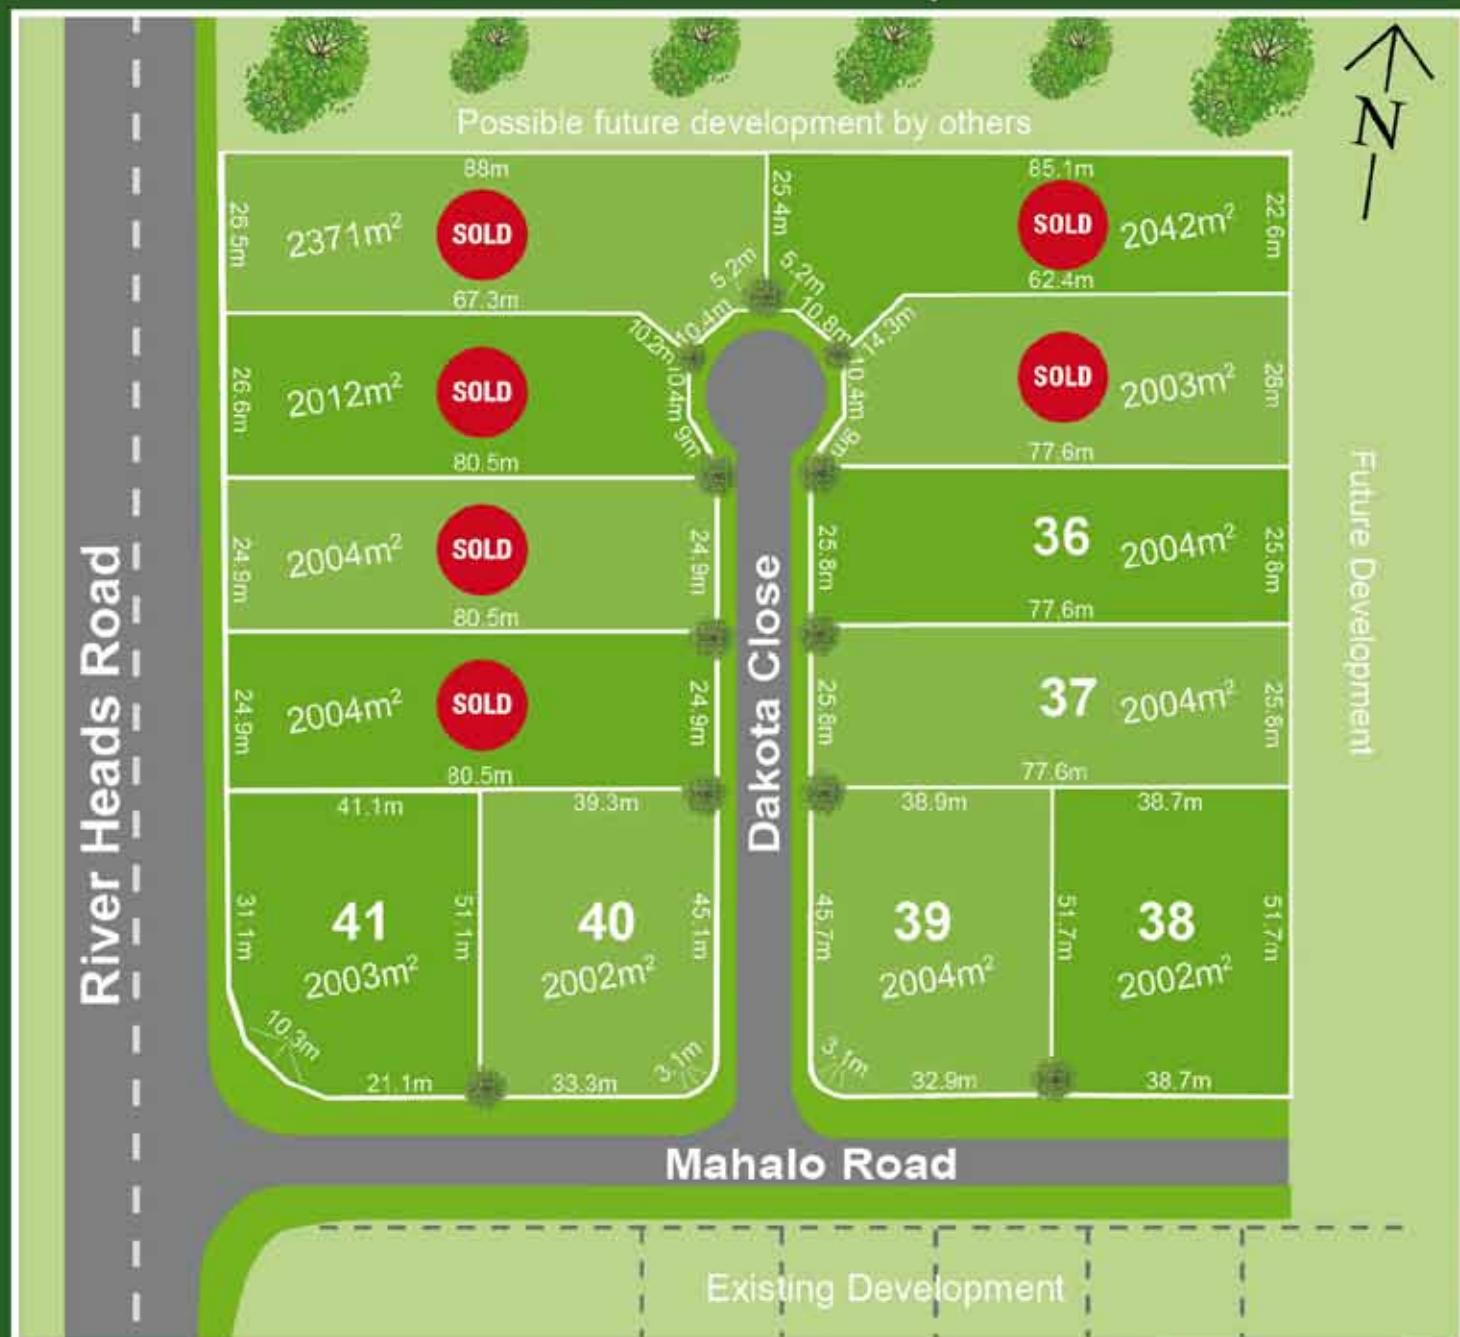 N
Possible future development by others
88m
85.1m
26.5m
2371m²
SOLD
25.4m
SOLD
2042m²
22.6m
5.2m
5.2m
67.3m
62.4m
10.4m
10.8m
10.2m
14.3m
26.6m
2012m²
SOLD
10.4m
10.4m
SOLD
2003m²
28m
9m
9m
80.5m
77.6m
24.9m
2004m²
SOLD
24.9m
25.8m
36
2004m²
25.8m
80.5m
77.6m
24.9m
2004m²
SOLD
24.9m
25.8m
37
2004m²
25.8m
80.5m
77.6m
River Heads Road
Dakota Close
Future Development
41.1m
39.3m
38.9m
38.7m
31.1m
41
2003m²
51.1m
40
2002m²
45.1m
45.7m
39
2004m²
51.7m
38
2002m²
51.7m
10.3m
21.1m
33.3m
3.1m
3.1m
32.9m
38.7m
Mahalo Road
Existing Development